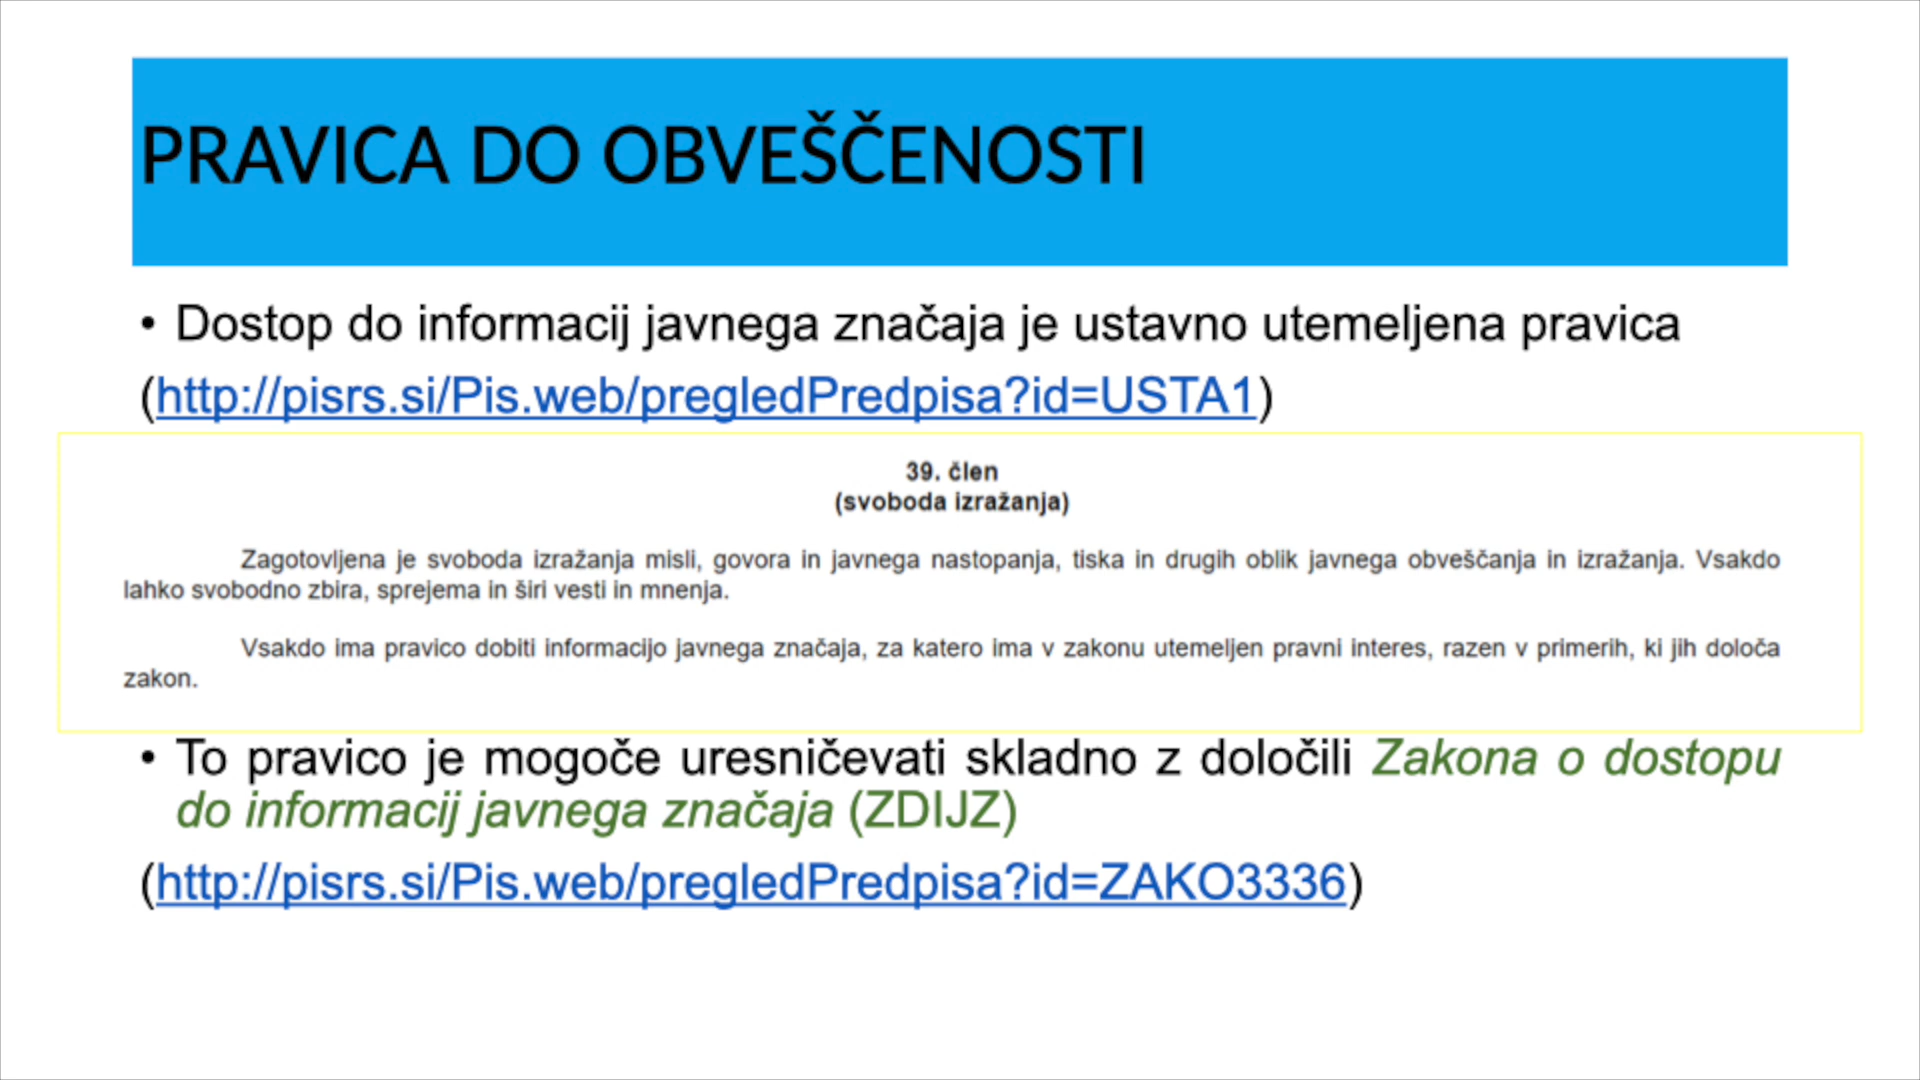 PRAVICA DO OBVEŠČENOSTI
• Dostop do informacij javnega značaja je ustavno utemeljena pravica
(http://pisrs.si/Pis.web/pregledPredpisa?id=USTA1)
39. člen
(svoboda izražanja)
Zagotovljena je svoboda izražanja misli, govora in javnega nastopanja, tiska in drugih oblik javnega obveščanja in izražanja. Vsakdo
lahko svobodno zbira, sprejema in širi vesti in mnenja.
Vsakdo ima pravico dobiti informacijo javnega značaja, za katero ima v zakonu utemeljen pravni interes, razen v primerih, ki jih določa
zakon.
• To pravico je mogoče uresničevati skladno z določili Zakona o dostopu
do informacij javnega značaja (ZDIJZ)
(http://pisrs.si/Pis.web/pregledPredpisa?id=ZAKO3336)